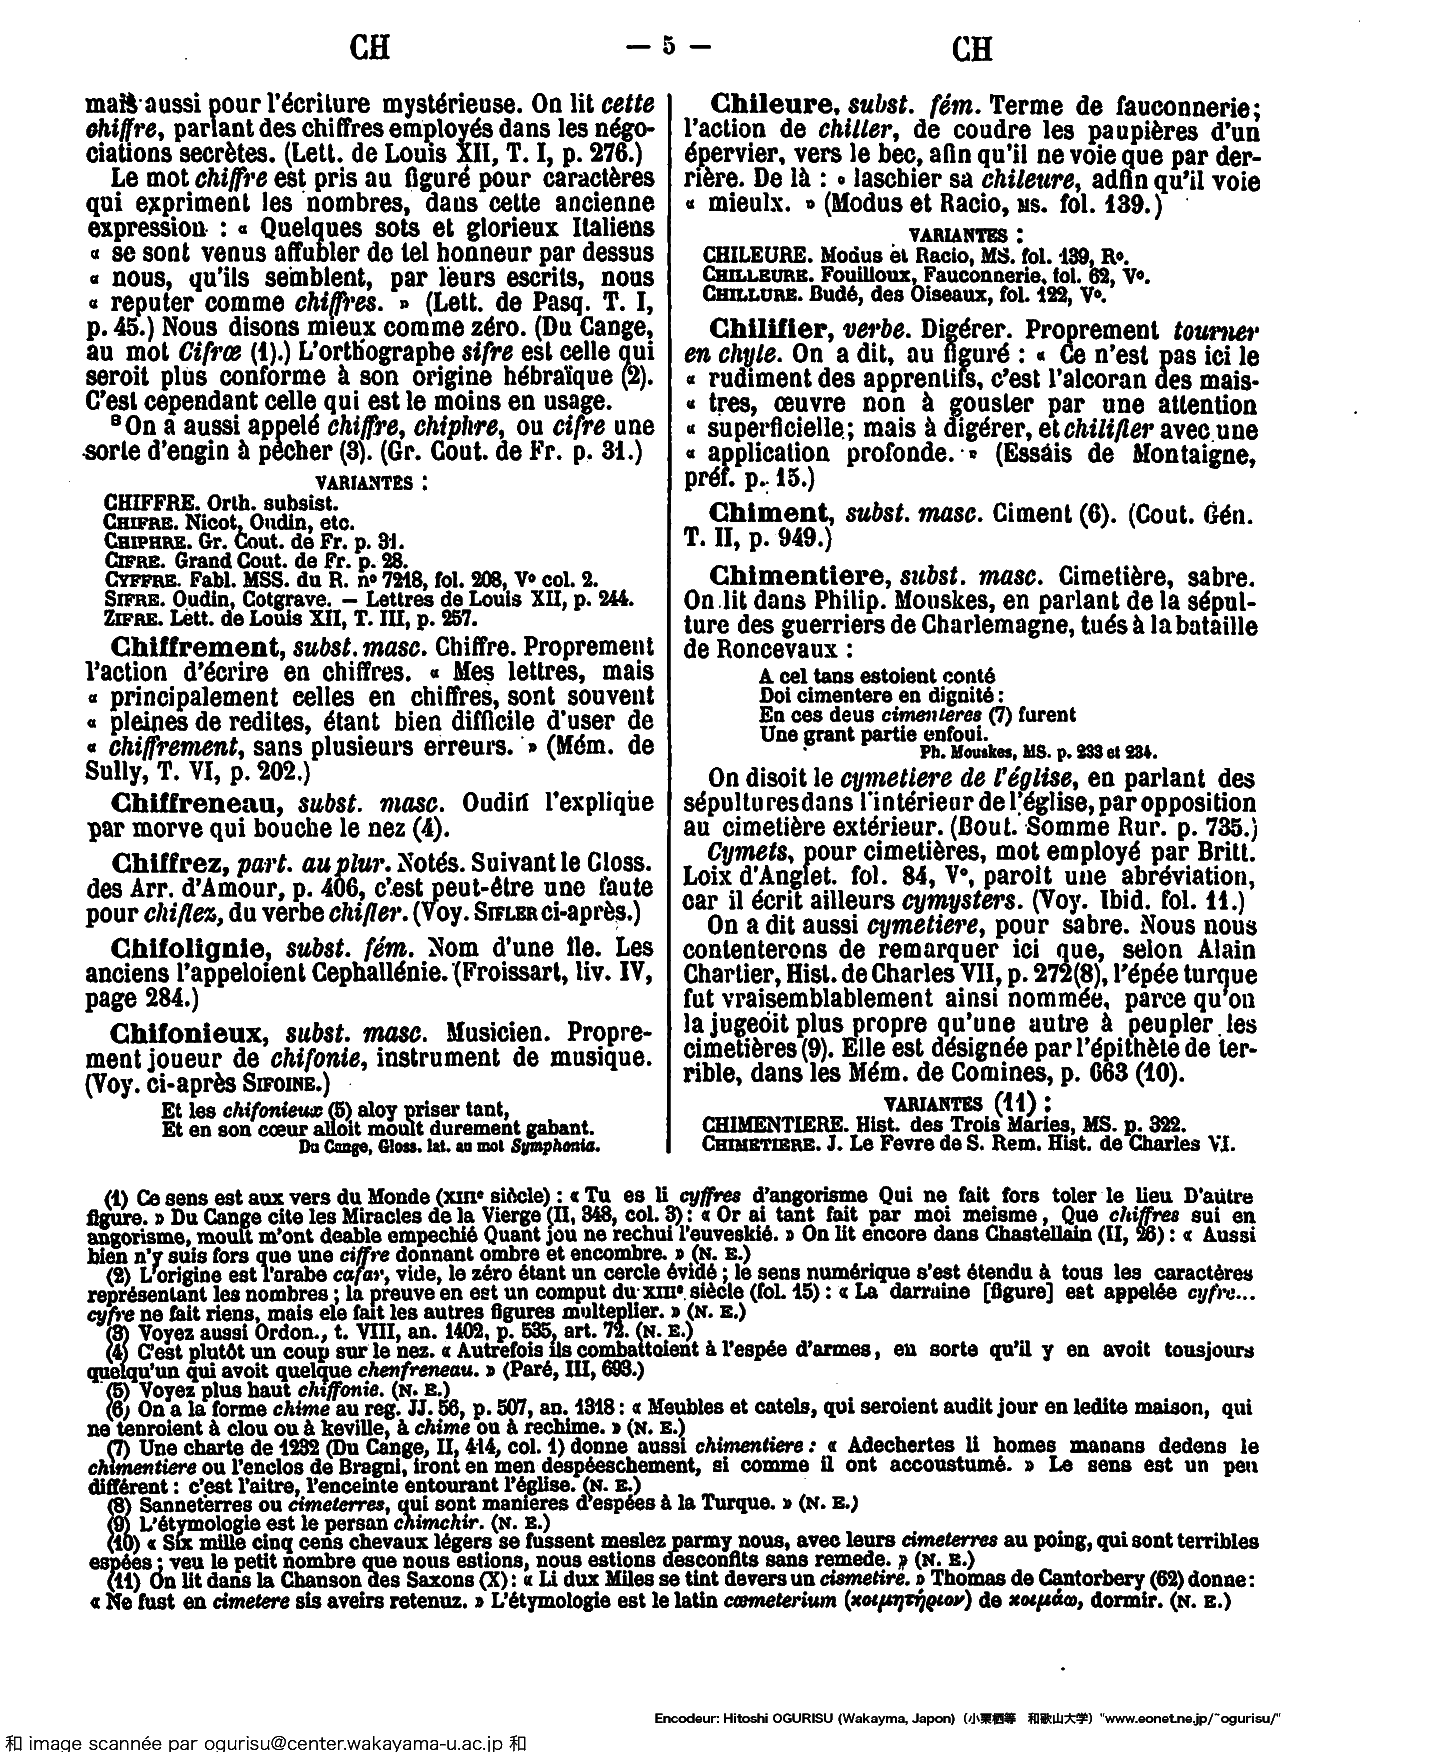 CH — 5 — CH
mais aussi pour l'écriture mystérieuse. On lit cette
chiffre, parlant des chiffres employés dans les négo-
ciations secrètes. (Lett. de Louis XII, T. I, p. 276.)
Le mot chiffre est pris au figuré pour caractères
qui expriment les nombres, dans cette ancienne
expression : « Quelques sots et glorieux Italiens
« se sont venus affubler de tel honneur par dessus
« nous, qu'ils semblent, par leurs escrits, nous
« reputer comme chiffres. » (Lett. de Pasq. T. I,
p. 45.) Nous disons mieux comme zéro. (Du Cange,
au mot Cifræ (1).) L'orthographe sifre est celle qui
seroit plus conforme à son origine hébraïque (2).
C'est cependant celle qui est le moins en usage.
B On a aussi appelé chiffre, chiphre, ou cifre une
sorte d'engin à pêcher (3). (Gr. Cout. de Fr. p. 31.)
VARIANTES :
CHIFFRE. Orth. subsist.
CHIFRE. Nicot, Oudin, etc.
CHIPHRE. Gr. Cout. de Fr. p. 31.
CIFRE. Grand Cout. de Fr. p. 28.
CYFFRE. Fabl. MSS. du R. nº 7218, fol. 208, Vº col. 2.
SIFRE. Oudin, Cotgrave. — Lettres de Louis XII, p. 244.
ZIFRE. Lett. de Louis XII, T. III, p. 257.
Chiffrement, subst. masc. Chiffre. Proprement
l'action d'écrire en chiffres. « Mes lettres, mais
« principalement celles en chiffres, sont souvent
« pleines de redites, étant bien difficile d'user de
« chiffrement, sans plusieurs erreurs. » (Mém. de
Sully, T. VI, p. 202.)
Chiffreneau, subst. masc. Oudin l'explique
par morve qui bouche le nez (4).
Chiffrez, part. au plur. Notés. Suivant le Gloss.
des Arr. d'Amour, p. 406, c'est peut-être une faute
pour chiflez, du verbe chifler. (Voy. SIFLER ci-après.)
Chifolignie, subst. fém. Nom d'une île. Les
anciens l'appeloient Cephallénie. (Froissart, liv. IV,
page 284.)
Chifonieux, subst. masc. Musicien. Propre-
ment joueur de chifonie, instrument de musique.
(Voy. ci-après SIFOINE.)
Et les chifonieux (5) aloy priser tant,
Et en son cœur alloit moult durement gabant.
Du Cange, Gloss. lat. au mot Symphonia.
Chileure, subst. fém. Terme de fauconnerie;
l'action de chiller, de coudre les paupières d'un
épervier, vers le bec, afin qu'il ne voie que par der-
rière. De là : « laschier sa chileure, adfin qu'il voie
« mieulx. » (Modus et Racio, MS. fol. 139.)
VARIANTES :
CHILEURE. Modus et Racio, MS. fol. 139, Rº.
CHILLEURE. Fouilloux, Fauconnerie, fol. 62, Vº.
CHILLURE. Budé, des Oiseaux, fol. 122, Vº.
Chilifier, verbe. Digérer. Proprement tourner
en chyle. On a dit, au figuré : « Ce n'est pas ici le
« rudiment des apprentifs, c'est l'alcoran des mais-
« tres, œuvre non à gouster par une attention
« superficielle; mais à digérer, et chilifier avec une
« application profonde. » (Essais de Montaigne,
préf. p. 15.)
Chiment, subst. masc. Ciment (6). (Cout. Gén.
T. II, p. 949.)
Chimentiere, subst. masc. Cimetière, sabre.
On lit dans Philip. Mouskes, en parlant de la sépul-
ture des guerriers de Charlemagne, tués à la bataille
de Roncevaux :
A cel tans estoient conté
Doi cimentere en dignité :
En ces deus cimenteres (7) furent
Une grant partie enfoui.
Ph. Mouskes, MS. p. 233 et 234.
On disoit le cymetiere de l'église, en parlant des
sépultures dans l'intérieur de l'église, par opposition
au cimetière extérieur. (Bout. Somme Rur. p. 735.)
Cymets, pour cimetières, mot employé par Britt.
Loix d'Anglet. fol. 84, Vº, paroit une abréviation,
car il écrit ailleurs cymysters. (Voy. Ibid. fol. 11.)
On a dit aussi cymetiere, pour sabre. Nous nous
contenterons de remarquer ici que, selon Alain
Chartier, Hist. de Charles VII, p. 272(8), l'épée turque
fut vraisemblablement ainsi nommée, parce qu'on
la jugeoit plus propre qu'une autre à peupler les
cimetières (9). Elle est désignée par l'épithète de ter-
rible, dans les Mém. de Comines, p. 663 (10).
VARIANTES (11) :
CHIMENTIERE. Hist. des Trois Maries, MS. p. 322.
CHIMETIERE. J. Le Fevre de S. Rem. Hist. de Charles VI.
(1) Ce sens est aux vers du Monde (XIIIe siècle) : « Tu es li cyffres d'angorisme Qui ne fait fors toler le lieu D'autre
figure. » Du Cange cite les Miracles de la Vierge (II, 348, col. 3) : « Or ai tant fait par moi meisme, Que chiffres sui en
angorisme, moult m'ont deable empechié Quant jou ne rechui l'euveskié. » On lit encore dans Chastellain (II, 26) : « Aussi
bien n'y suis fors que une ciffre donnant ombre et encombre. » (N. E.)
(2) L'origine est l'arabe cafar, vide, le zéro étant un cercle évidé ; le sens numérique s'est étendu à tous les caractères
représentant les nombres ; la preuve en est un comput du XIIIe siècle (fol. 15) : « La darraine [figure] est appelée cyfre...
cyfre ne fait riens, mais ele fait les autres figures multeplier. » (N. E.)
(3) Voyez aussi Ordon., t. VIII, an. 1402, p. 535, art. 72. (N. E.)
(4) C'est plutôt un coup sur le nez. « Autrefois ils combattoient à l'espée d'armes, en sorte qu'il y en avoit tousjours
quelqu'un qui avoit quelque chenfreneau. » (Paré, III, 693.)
(5) Voyez plus haut chiffonie. (N. E.)
(6) On a la forme chime au reg. JJ. 56, p. 507, an. 1318 : « Meubles et catels, qui seroient audit jour en ledite maison, qui
ne tenroient à clou ou à keville, à chime ou à rechime. » (N. E.)
(7) Une charte de 1232 (Du Cange, II, 414, col. 1) donne aussi chimentiere : « Adechertes li homes manans dedens le
chimentiere ou l'enclos de Bragni, iront en men despéeschement, si comme il ont accoustumé. » Le sens est un peu
différent : c'est l'aitre, l'enceinte entourant l'église. (N. E.)
(8) Sanneterres ou cimeterres, qui sont manieres d'espées à la Turque. » (N. E.)
(9) L'étymologie est le persan chimchir. (N. E.)
(10) « Six mille cinq cens chevaux légers se fussent meslez parmy nous, avec leurs cimeterres au poing, qui sont terribles
espées ; veu le petit nombre que nous estions, nous estions desconfits sans remede. » (N. E.)
(11) On lit dans la Chanson des Saxons (X) : « Li dux Miles se tint devers un cismetire. » Thomas de Cantorbery (62) donne :
« Ne fust en cimetere sis aveirs retenuz. » L'étymologie est le latin cœmeterium (κοιμητήριον) de κοιμάω, dormir. (N. E.)
Encodeur: Hitoshi OGURISU (Wakayma, Japon) (小栗栖等 和歌山大学) "www.eonet.ne.jp/~ogurisu/"
和 image scannée par ogurisu@center.wakayama-u.ac.jp 和